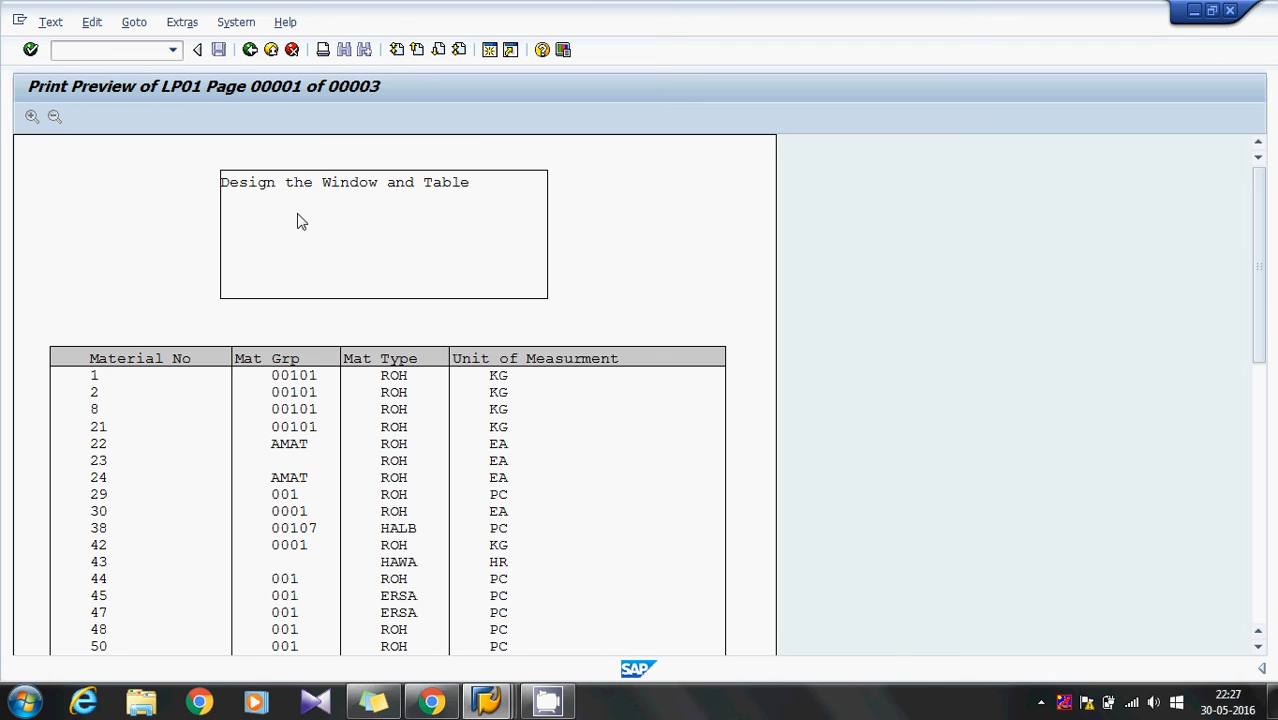 Text Edit Goto Extras System Help
Print Preview of LP01 Page 00001 of 00003
Design the Window and Table
Material No Mat Grp Mat Type Unit of Measurment
1 00101 ROH KG
2 00101 ROH KG
8 00101 ROH KG
21 00101 ROH KG
22 AMAT ROH EA
23 ROH EA
24 AMAT ROH EA
29 001 ROH PC
30 0001 ROH EA
38 00107 HALB PC
42 0001 ROH KG
43 HAWA HR
44 001 ROH PC
45 001 ERSA PC
47 001 ERSA PC
48 001 ROH PC
50 001 ROH PC
SAP
22:27
30-05-2016